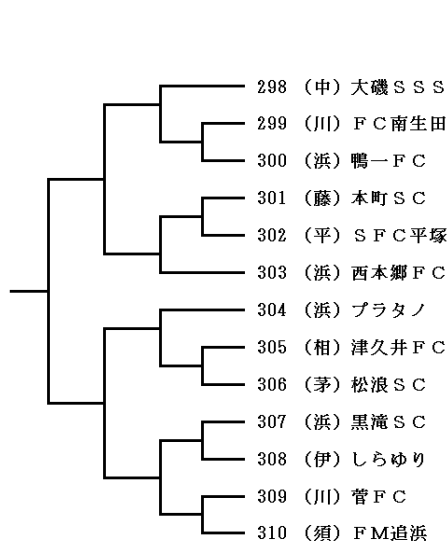 298 （中）大磯ＳＳＳ
299 （川）ＦＣ南生田
300 （浜）鴨一ＦＣ
301 （藤）本町ＳＣ
302 （平）ＳＦＣ平塚
303 （浜）西本郷ＦＣ
304 （浜）プラタノ
305 （相）津久井ＦＣ
306 （茅）松浪ＳＣ
307 （浜）黒滝ＳＣ
308 （伊）しらゆり
309 （川）菅ＦＣ
310 （須）ＦＭ追浜